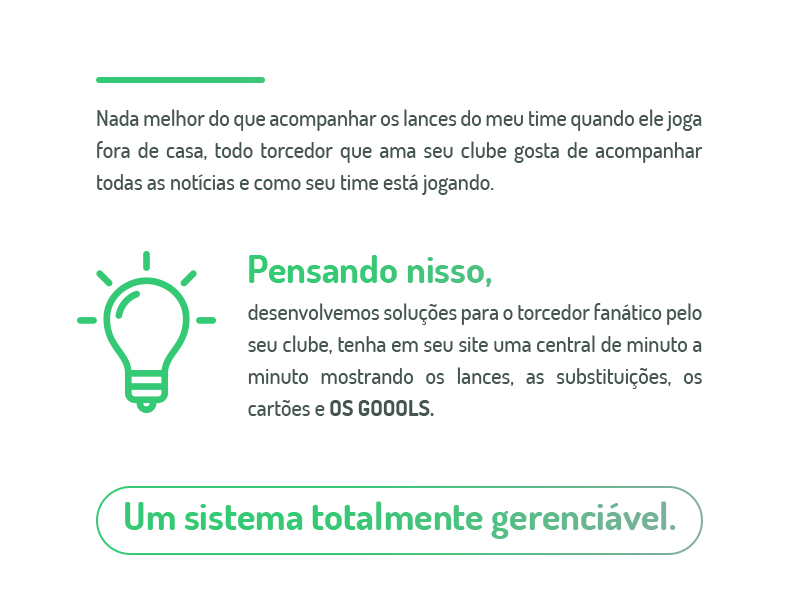 Nada melhor do que acompanhar os lances do meu time quando ele joga
fora de casa, todo torcedor que ama seu clube gosta de acompanhar
todas as notícias e como seu time está jogando.
Pensando nisso,
desenvolvemos soluções para o torcedor fanático pelo
seu clube, tenha em seu site uma central de minuto a
minuto mostrando os lances, as substituições, os
cartões e OS GOOOLS.
Um sistema totalmente gerenciável.